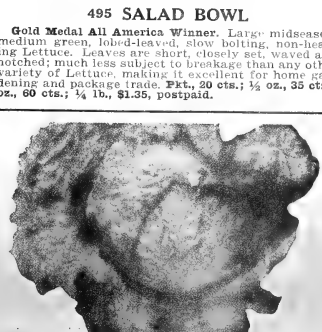 495 SALAD BOWL
Gold Medal All America Winner. Large midseas
medium green, lobed-leaved, slow bolting, non-hea
ing Lettuce. Leaves are short, closely set, waved a
notched; much less subject to breakage than any oth
variety of Lettuce, making it excellent for home ga
dening and package trade. Pkt., 20 cts.; ½ oz., 35 ct
oz., 60 cts.; ¼ lb., $1.35, postpaid.